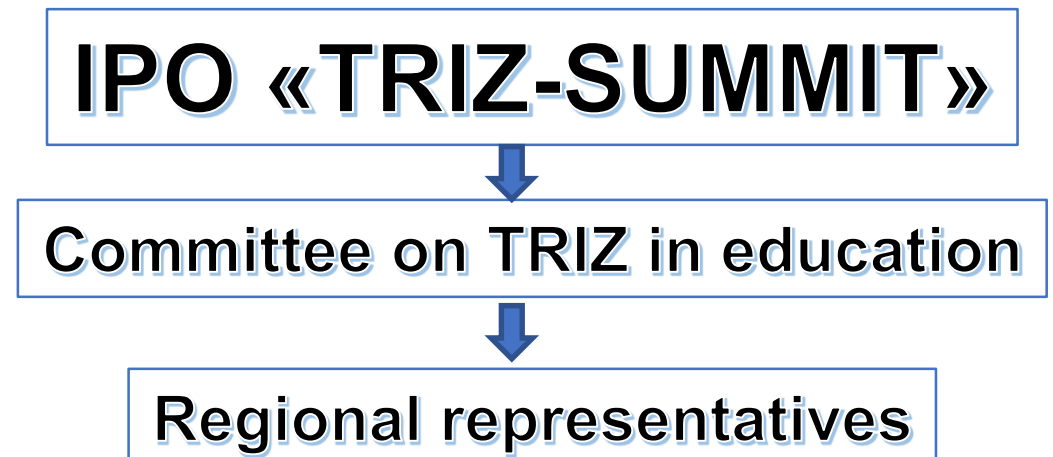 IPO «TRIZ-SUMMIT»
Committee on TRIZ in education
Regional representatives